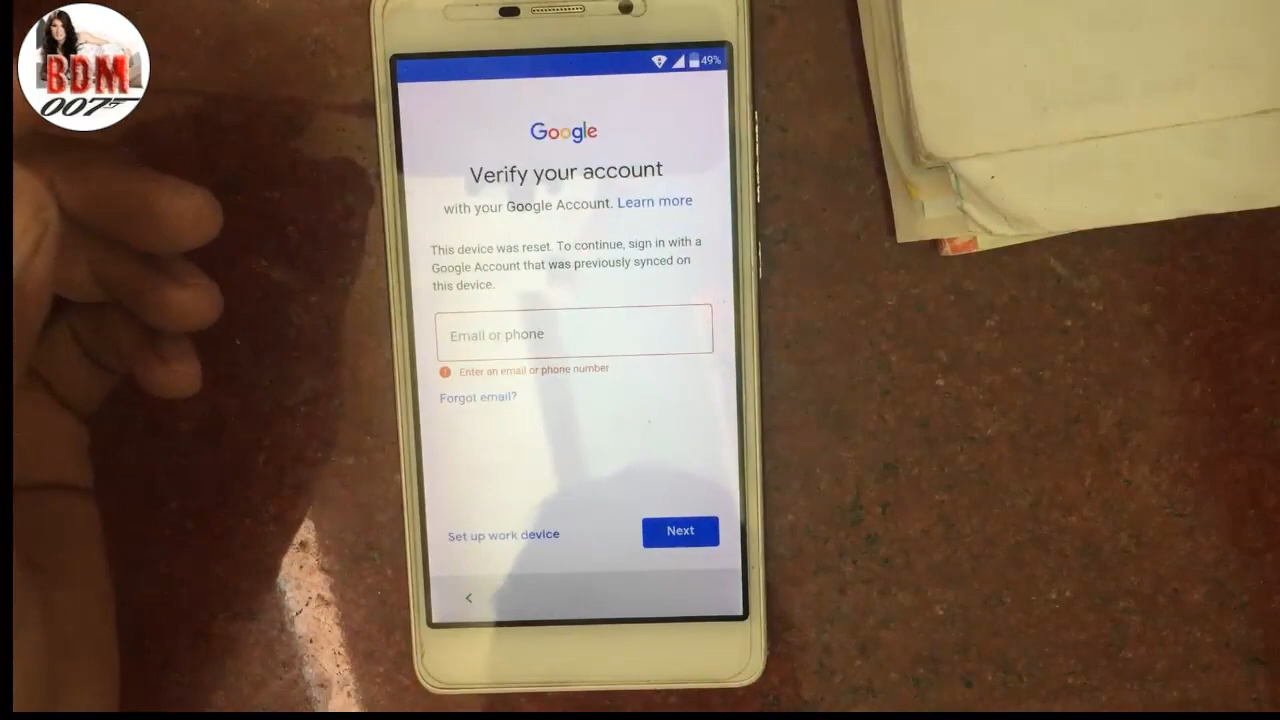 BDM
007
49%
Google
Verify your account
with your Google Account. Learn more
This device was reset. To continue, sign in with a
Google Account that was previously synced on
this device.
Email or phone
Enter an email or phone number
Forgot email?
Set up work device
Next